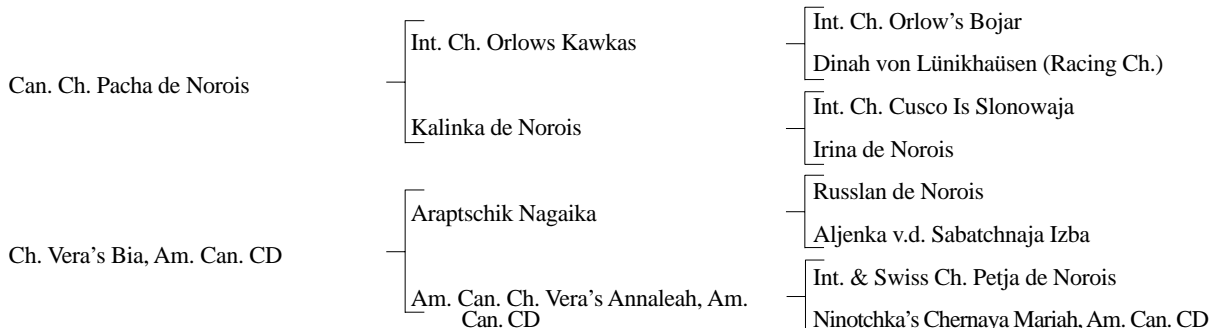 Int. Ch. Orlow's Bojar
Int. Ch. Orlows Kawkas
Dinah von Lünikhaüsen (Racing Ch.)
Can. Ch. Pacha de Norois
Int. Ch. Cusco Is Slonowaja
Kalinka de Norois
Irina de Norois
Russlan de Norois
Araptschik Nagaika
Aljenka v.d. Sabatchnaja Izba
Ch. Vera's Bia, Am. Can. CD
Int. & Swiss Ch. Petja de Norois
Am. Can. Ch. Vera's Annaleah, Am.
Can. CD
Ninotchka's Chernaya Mariah, Am. Can. CD